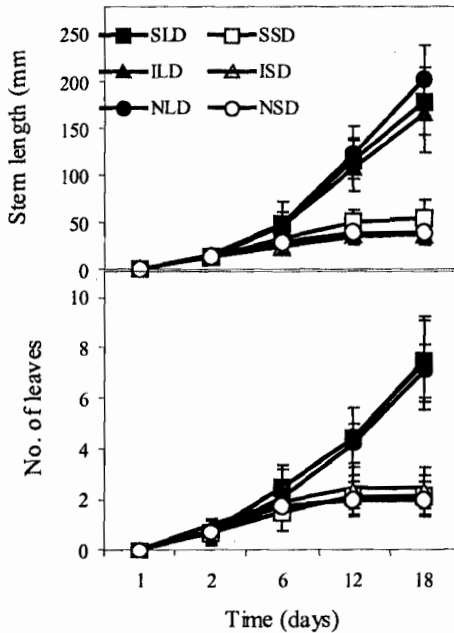 250
200
150
100
50
0
Stem length (mm
SLD SSD
ILD ISD
NLD NSD
10
8
6
4
2
0
No. of leaves
1 2 6 12 18
Time (days)